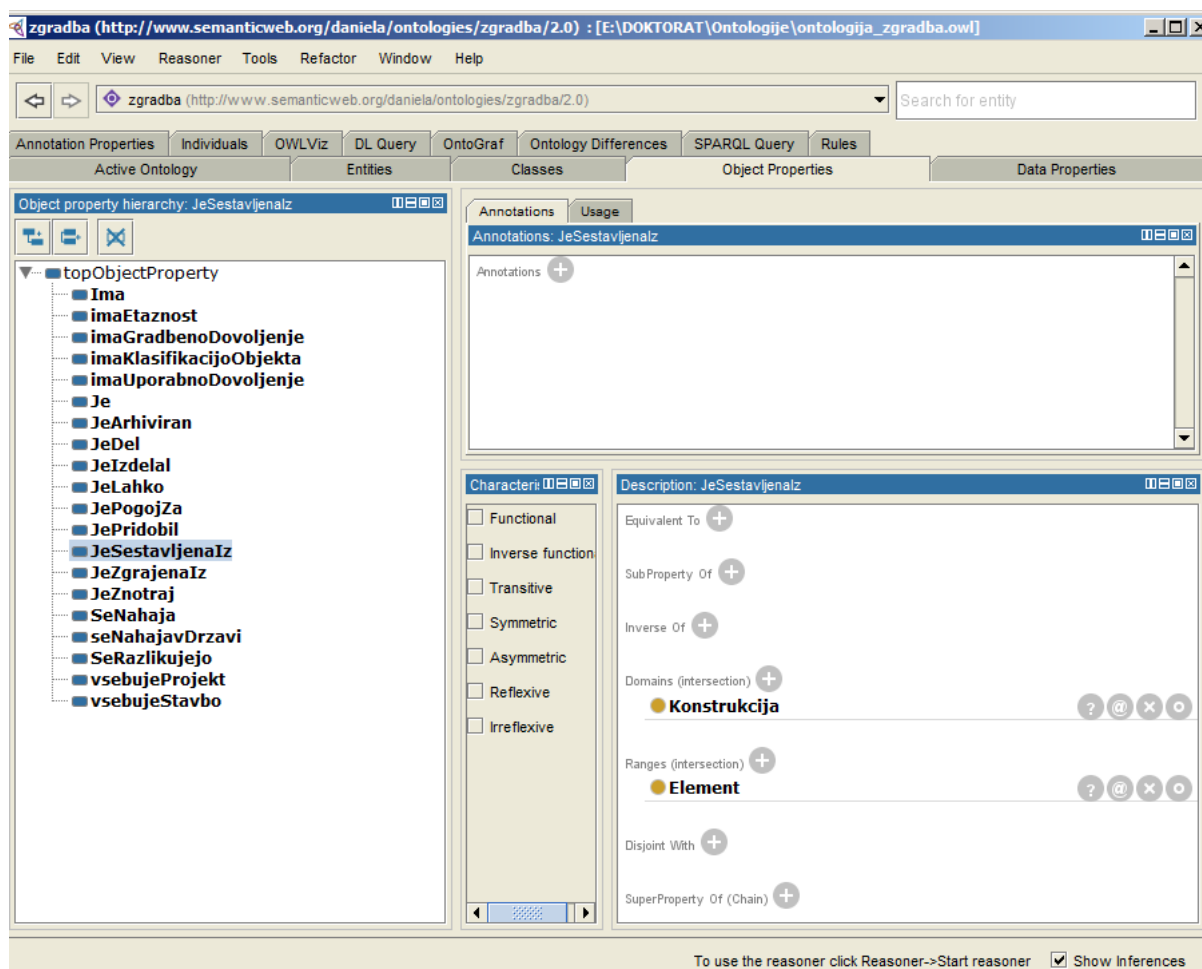 zgradba (http://www.semanticweb.org/daniela/ontologies/zgradba/2.0) : [E:\DOKTORAT\Ontologije\ontologija_zgradba.owl]
File Edit View Reasoner Tools Refactor Window Help
zgradba (http://www.semanticweb.org/daniela/ontologies/zgradba/2.0)
Search for entity
Annotation Properties Individuals OWLViz DL Query OntoGraf Ontology Differences SPARQL Query Rules
Active Ontology Entities Classes Object Properties Data Properties
Object property hierarchy: JeSestavljenaIz
topObjectProperty
Ima
imaEtaznost
imaGradbenoDovoljenje
imaKlasifikacijoObjekta
imaUporabnoDovoljenje
Je
JeArhiviran
JeDel
JeIzdelal
JeLahko
JePogojZa
JePridobil
JeSestavljenaIz
JeZgrajenaIz
JeZnotraj
SeNahaja
seNahajavDrzavi
SeRazlikujejo
vsebujeProjekt
vsebujeStavbo
Annotations Usage
Annotations: JeSestavljenaIz
Annotations
Characteri
Functional
Inverse function
Transitive
Symmetric
Asymmetric
Reflexive
Irreflexive
Description: JeSestavljenaIz
Equivalent To
SubProperty Of
Inverse Of
Domains (intersection)
Konstrukcija
Ranges (intersection)
Element
Disjoint With
SuperProperty Of (Chain)
To use the reasoner click Reasoner->Start reasoner Show Inferences